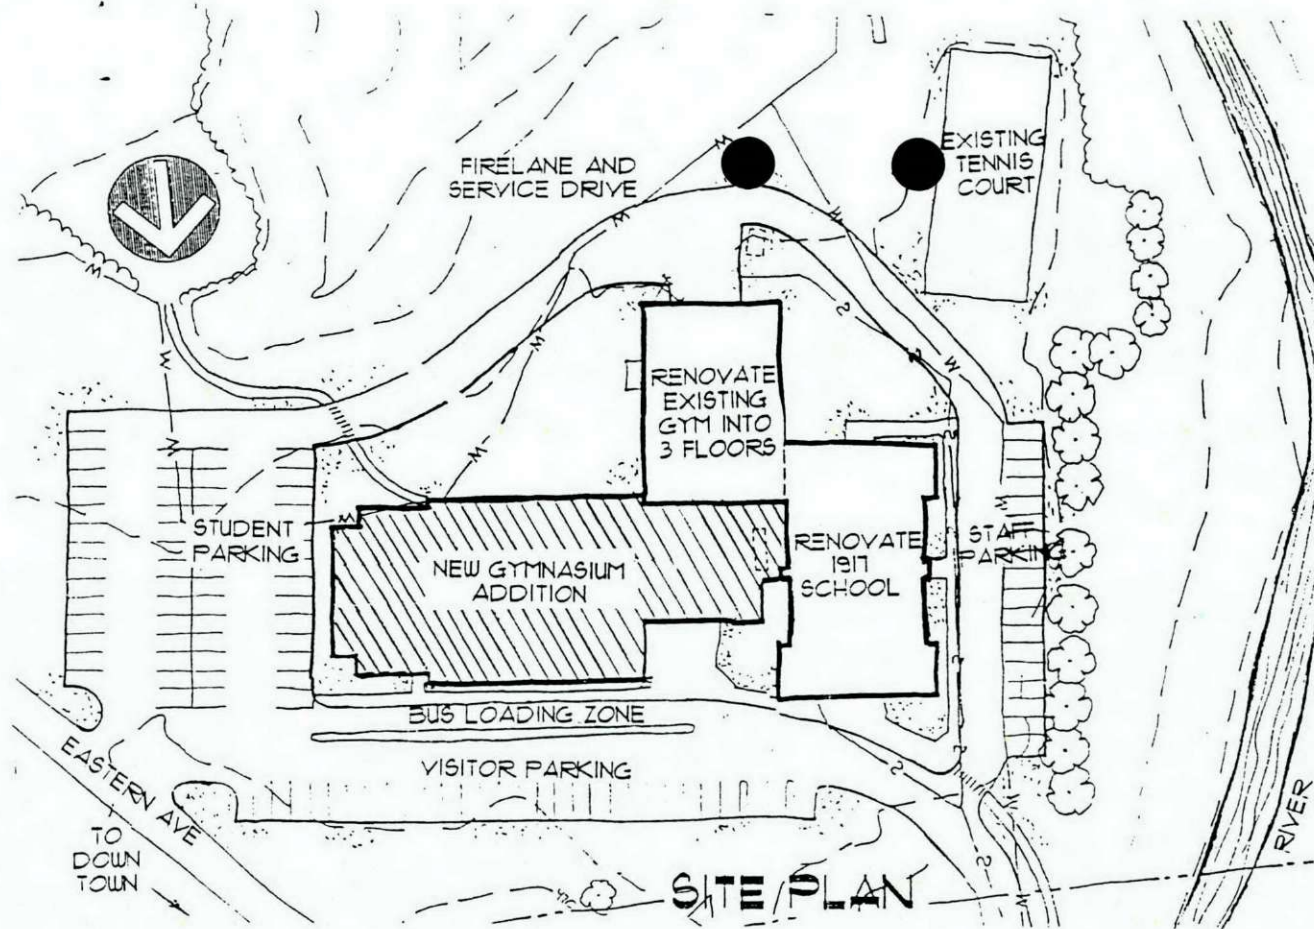 FIRELANE AND
SERVICE DRIVE
EXISTING
TENNIS
COURT
RENOVATE
EXISTING
GYM INTO
3 FLOORS
STUDENT
PARKING
NEW GYMNASIUM
ADDITION
RENOVATE
1917
SCHOOL
STAFF
PARKING
BUS LOADING ZONE
VISITOR PARKING
EASTERN AVE
TO
DOWN
TOWN
RIVER
SITE PLAN
W
W
W
W
W
W
W
W
W
W
W
W
W
S
S
S
S
S
S